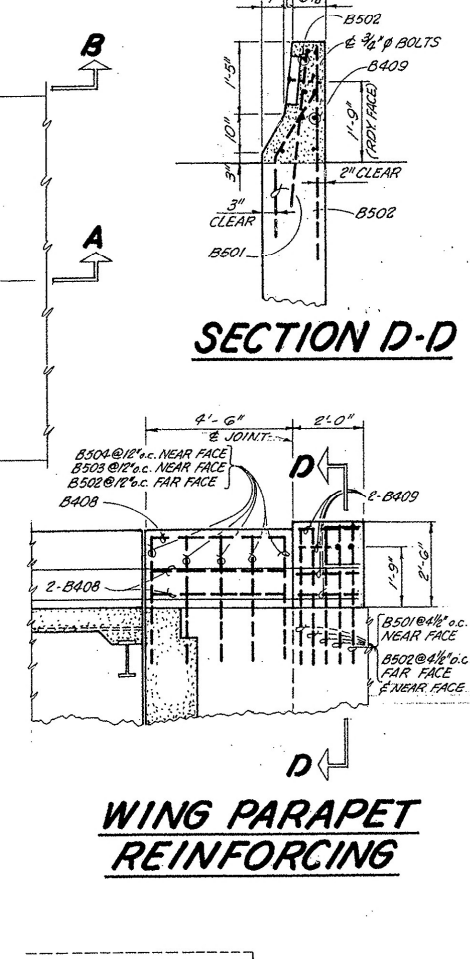 B502
℄ 3/4" φ BOLTS
B409
B
1'-5"
10"
3"
1'-9"
(RDY FACE)
2" CLEAR
3"
CLEAR
B502
B501
A
SECTION D-D
4'-6"
2'-0"
℄ JOINT
B504@12"o.c. NEAR FACE
B503@12"o.c. NEAR FACE
B502@12"o.c. FAR FACE
B408
D
2-B409
2-B408
1'-9"
2'-6"
B501@4½"o.c.
NEAR FACE
B502@4½"o.c.
FAR FACE
& NEAR FACE
D
WING PARAPET
REINFORCING